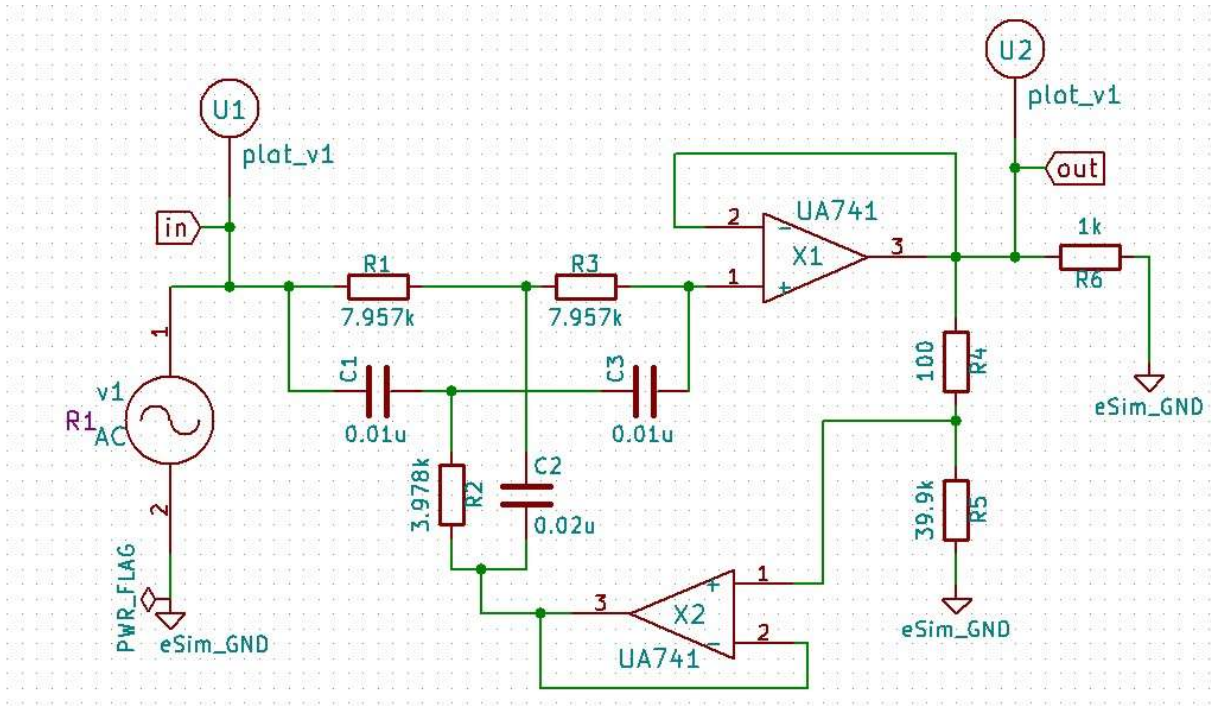 U2
plot_v1
U1
plot_v1
in
out
UA741
2
−
X1
3
1
+
1k
R6
eSim_GND
R1
7.957k
R3
7.957k
C1
0.01u
C3
0.01u
100
R4
1
v1
R1
AC
2
3.978k
R2
C2
0.02u
39.9k
R5
eSim_GND
PWR_FLAG
eSim_GND
3
X2
+
1
−
2
UA741